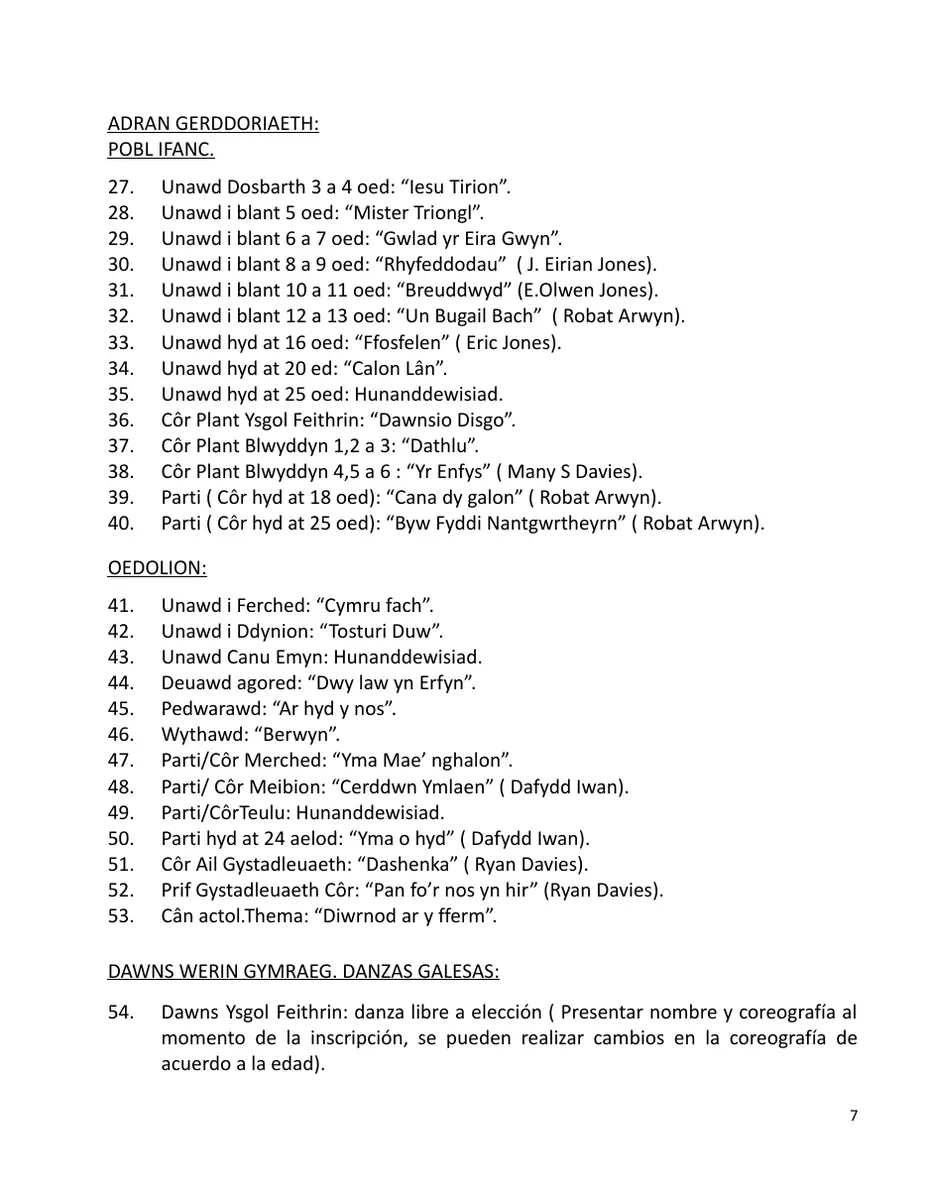 ADRAN GERDDORIAETH:
POBL IFANC.
27. Unawd Dosbarth 3 a 4 oed: “Iesu Tirion”.
28. Unawd i blant 5 oed: “Mister Triongl”.
29. Unawd i blant 6 a 7 oed: “Gwlad yr Eira Gwyn”.
30. Unawd i blant 8 a 9 oed: “Rhyfeddodau” ( J. Eirian Jones).
31. Unawd i blant 10 a 11 oed: “Breuddwyd” (E.Olwen Jones).
32. Unawd i blant 12 a 13 oed: “Un Bugail Bach” ( Robat Arwyn).
33. Unawd hyd at 16 oed: “Ffosfelen” ( Eric Jones).
34. Unawd hyd at 20 ed: “Calon Lân”.
35. Unawd hyd at 25 oed: Hunanddewisiad.
36. Côr Plant Ysgol Feithrin: “Dawnsio Disgo”.
37. Côr Plant Blwyddyn 1,2 a 3: “Dathlu”.
38. Côr Plant Blwyddyn 4,5 a 6 : “Yr Enfys” ( Many S Davies).
39. Parti ( Côr hyd at 18 oed): “Cana dy galon” ( Robat Arwyn).
40. Parti ( Côr hyd at 25 oed): “Byw Fyddi Nantgwrtheyrn” ( Robat Arwyn).
OEDOLION:
41. Unawd i Ferched: “Cymru fach”.
42. Unawd i Ddynion: “Tosturi Duw”.
43. Unawd Canu Emyn: Hunanddewisiad.
44. Deuawd agored: “Dwy law yn Erfyn”.
45. Pedwarawd: “Ar hyd y nos”.
46. Wythawd: “Berwyn”.
47. Parti/Côr Merched: “Yma Mae’ nghalon”.
48. Parti/ Côr Meibion: “Cerddwn Ymlaen” ( Dafydd Iwan).
49. Parti/CôrTeulu: Hunanddewisiad.
50. Parti hyd at 24 aelod: “Yma o hyd” ( Dafydd Iwan).
51. Côr Ail Gystadleuaeth: “Dashenka” ( Ryan Davies).
52. Prif Gystadleuaeth Côr: “Pan fo’r nos yn hir” (Ryan Davies).
53. Cân actol.Thema: “Diwrnod ar y fferm”.
DAWNS WERIN GYMRAEG. DANZAS GALESAS:
54. Dawns Ysgol Feithrin: danza libre a elección ( Presentar nombre y coreografía al
momento de la inscripción, se pueden realizar cambios en la coreografía de
acuerdo a la edad).
7